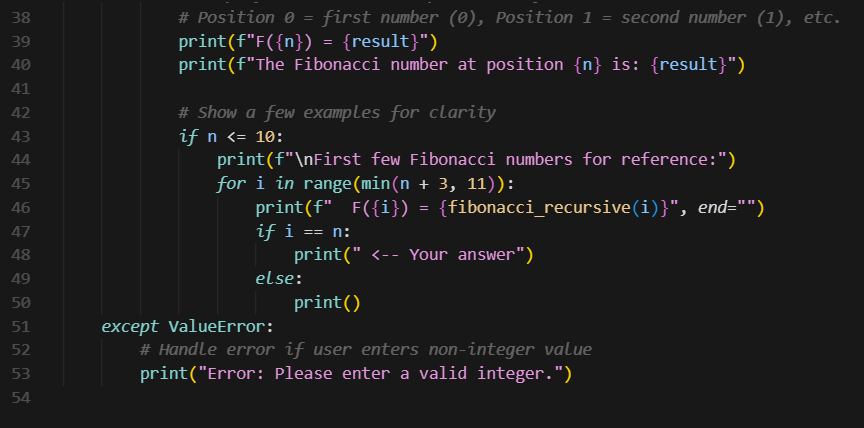 38 # Position 0 = first number (0), Position 1 = second number (1), etc.
39 print(f"F({n}) = {result}")
40 print(f"The Fibonacci number at position {n} is: {result}")
41
42 # Show a few examples for clarity
43 if n <= 10:
44 print(f"\nFirst few Fibonacci numbers for reference:")
45 for i in range(min(n + 3, 11)):
46 print(f"  F({i}) = {fibonacci_recursive(i)}", end="")
47 if i == n:
48 print(" <-- Your answer")
49 else:
50 print()
51 except ValueError:
52 # Handle error if user enters non-integer value
53 print("Error: Please enter a valid integer.")
54